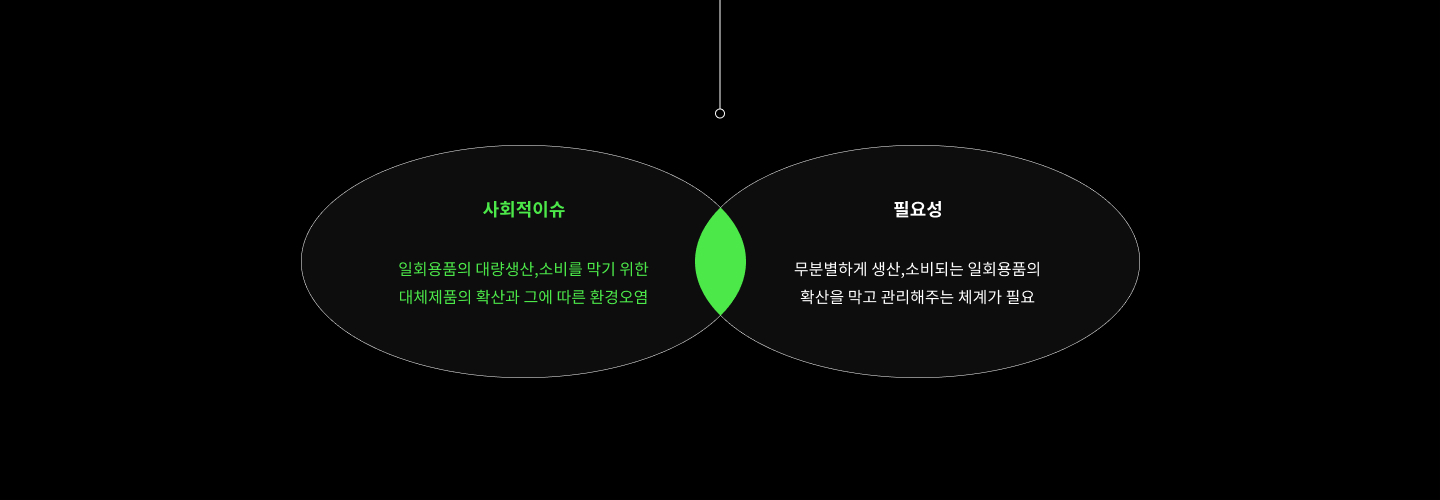 사회적이슈
일회용품의 대량생산,소비를 막기 위한
대체제품의 확산과 그에 따른 환경오염
필요성
무분별하게 생산,소비되는 일회용품의
확산을 막고 관리해주는 체계가 필요